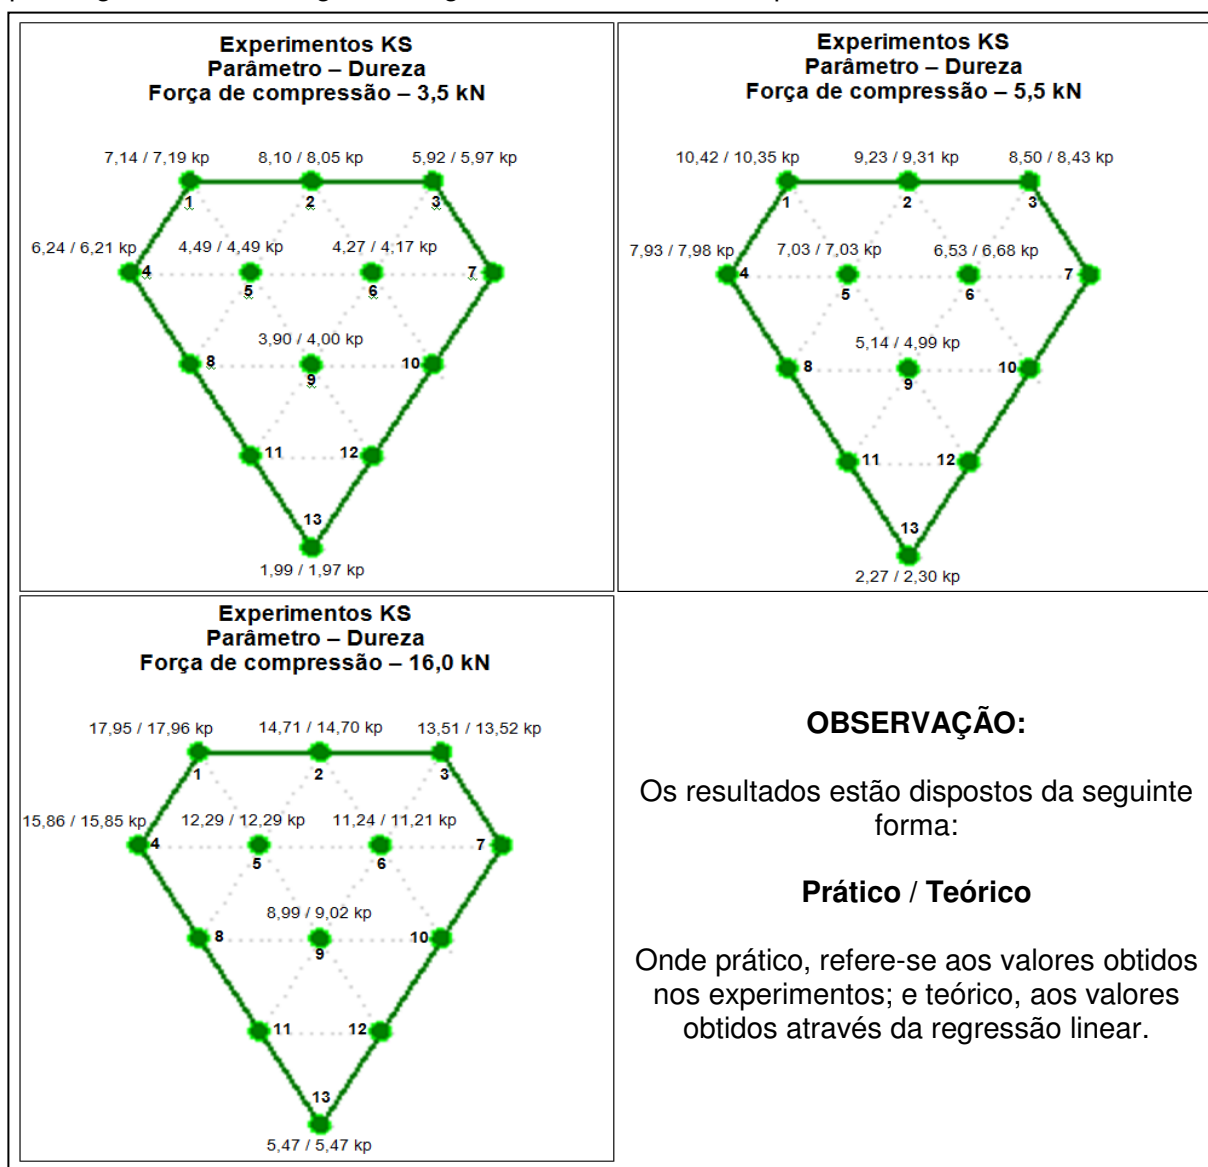 Experimentos KS
Parâmetro – Dureza
Força de compressão – 3,5 kN
7,14 / 7,19 kp
8,10 / 8,05 kp
5,92 / 5,97 kp
1
2
3
6,24 / 6,21 kp
4,49 / 4,49 kp
4,27 / 4,17 kp
4
5
6
7
3,90 / 4,00 kp
8
9
10
11
12
13
1,99 / 1,97 kp
Experimentos KS
Parâmetro – Dureza
Força de compressão – 5,5 kN
10,42 / 10,35 kp
9,23 / 9,31 kp
8,50 / 8,43 kp
1
2
3
7,93 / 7,98 kp
7,03 / 7,03 kp
6,53 / 6,68 kp
4
5
6
7
5,14 / 4,99 kp
8
9
10
11
12
13
2,27 / 2,30 kp
Experimentos KS
Parâmetro – Dureza
Força de compressão – 16,0 kN
17,95 / 17,96 kp
14,71 / 14,70 kp
13,51 / 13,52 kp
1
2
3
15,86 / 15,85 kp
12,29 / 12,29 kp
11,24 / 11,21 kp
4
5
6
7
8,99 / 9,02 kp
8
9
10
11
12
13
5,47 / 5,47 kp
OBSERVAÇÃO:
Os resultados estão dispostos da seguinte
forma:
Prático / Teórico
Onde prático, refere-se aos valores obtidos
nos experimentos; e teórico, aos valores
obtidos através da regressão linear.